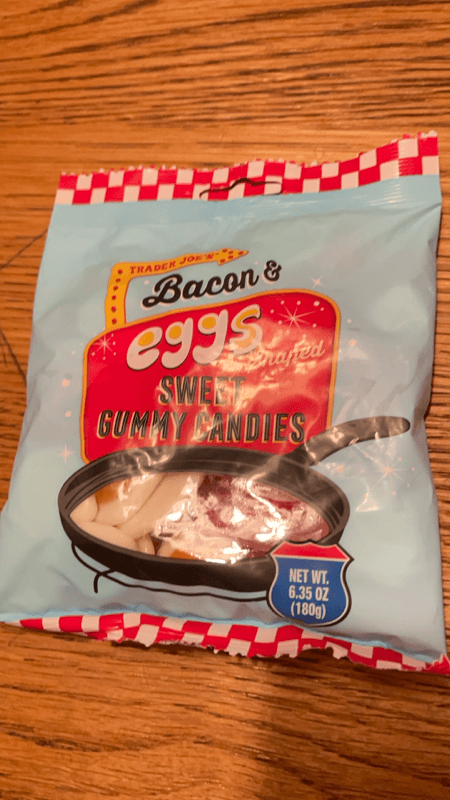 TRADER JOE'S
Bacon &
eggs
shaped
SWEET
GUMMY CANDIES
NET WT.
6.35 OZ
(180g)